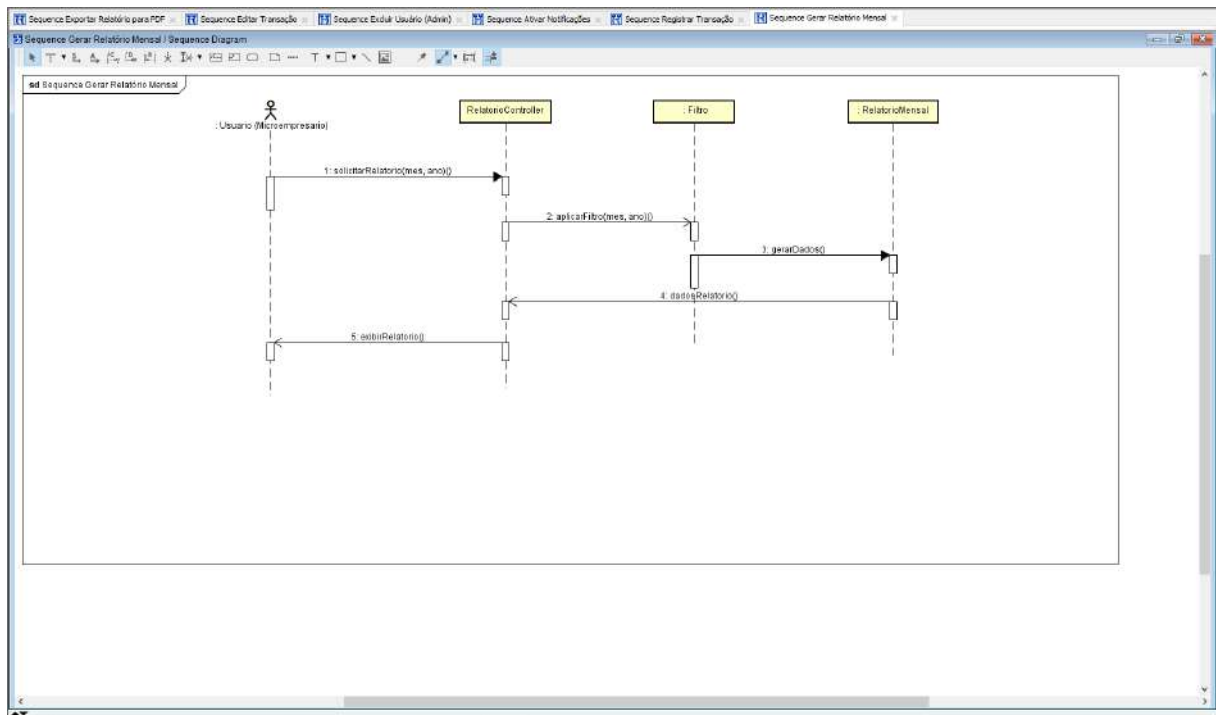 Sequence Exportar Relatório para PDF
Sequence Editar Transação
Sequence Excluir Usuário (Admin)
Sequence Ativar Notificações
Sequence Registrar Transação
Sequence Gerar Relatório Mensal
Sequence Gerar Relatório Mensal / Sequence Diagram
sd Sequence Gerar Relatório Mensal
: Usuario (Microempresario)
RelatorioController
: Filtro
: RelatorioMensal
1: solicitarRelatorio(mes, ano)()
2: aplicarFiltro(mes, ano)()
3: gerarDados()
4: dadosRelatorio()
5: exibirRelatorio()